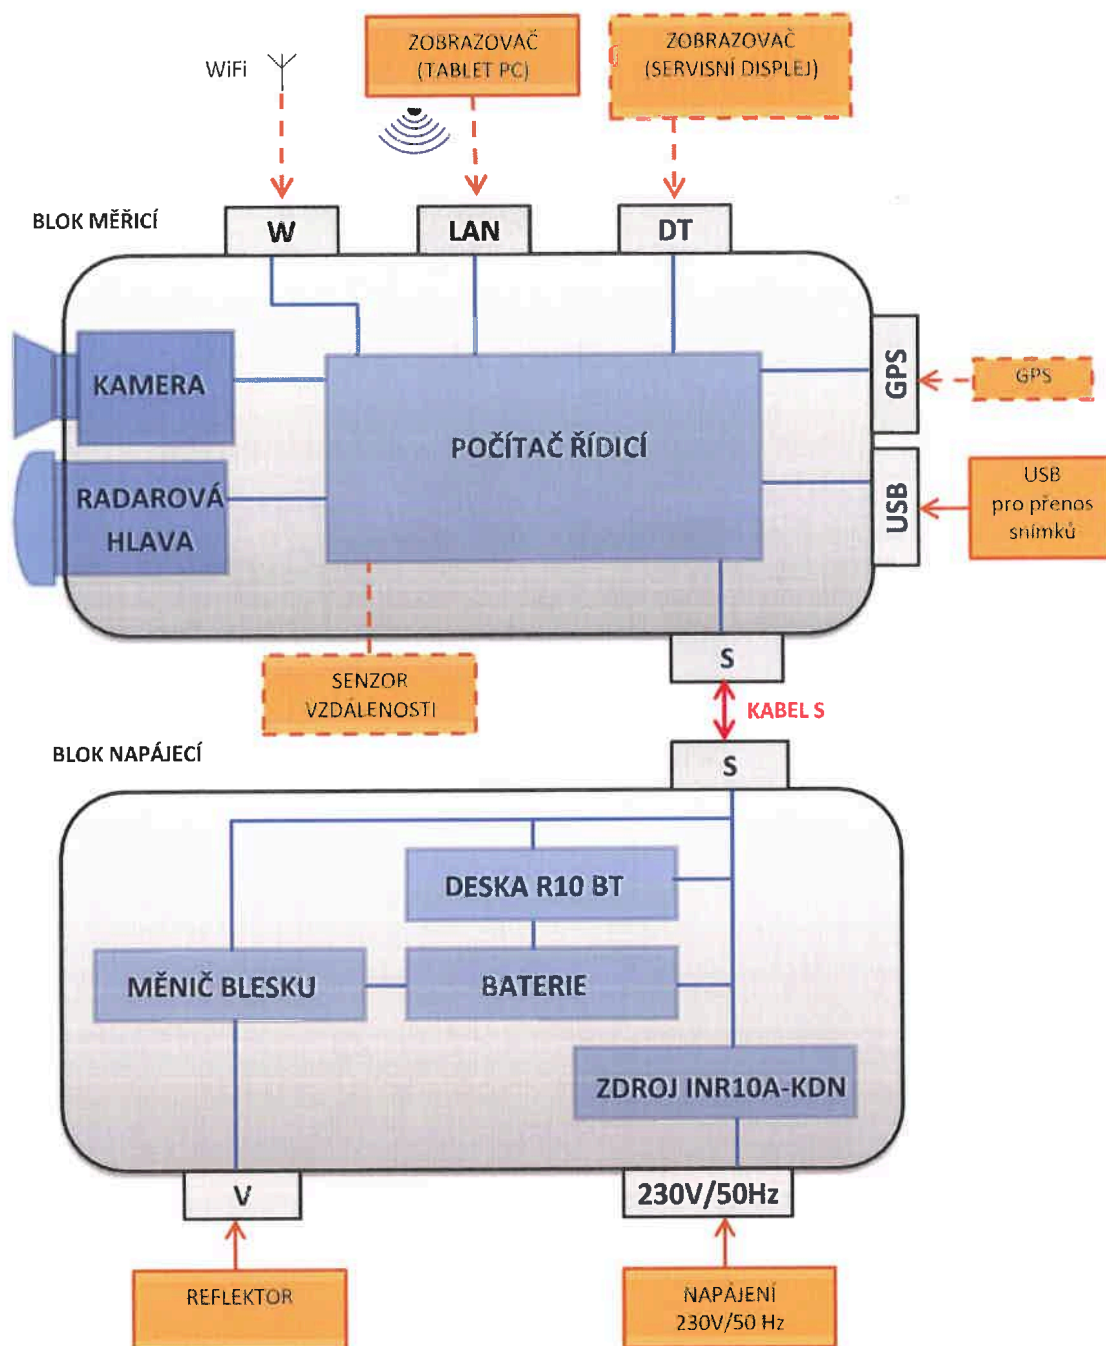 ZOBRAZOVAČ
(TABLET PC)
ZOBRAZOVAČ
(SERVISNÍ DISPLEJ)
WiFi
BLOK MĚŘICÍ
W
LAN
DT
KAMERA
GPS
GPS
POČÍTAČ ŘÍDICÍ
RADAROVÁ
HLAVA
USB
USB
pro přenos
snímků
SENZOR
VZDÁLENOSTI
S
KABEL S
BLOK NAPÁJECÍ
S
DESKA R10 BT
MĚNIČ BLESKU
BATERIE
ZDROJ INR10A-KDN
V
230V/50Hz
REFLEKTOR
NAPÁJENÍ
230V/50 Hz